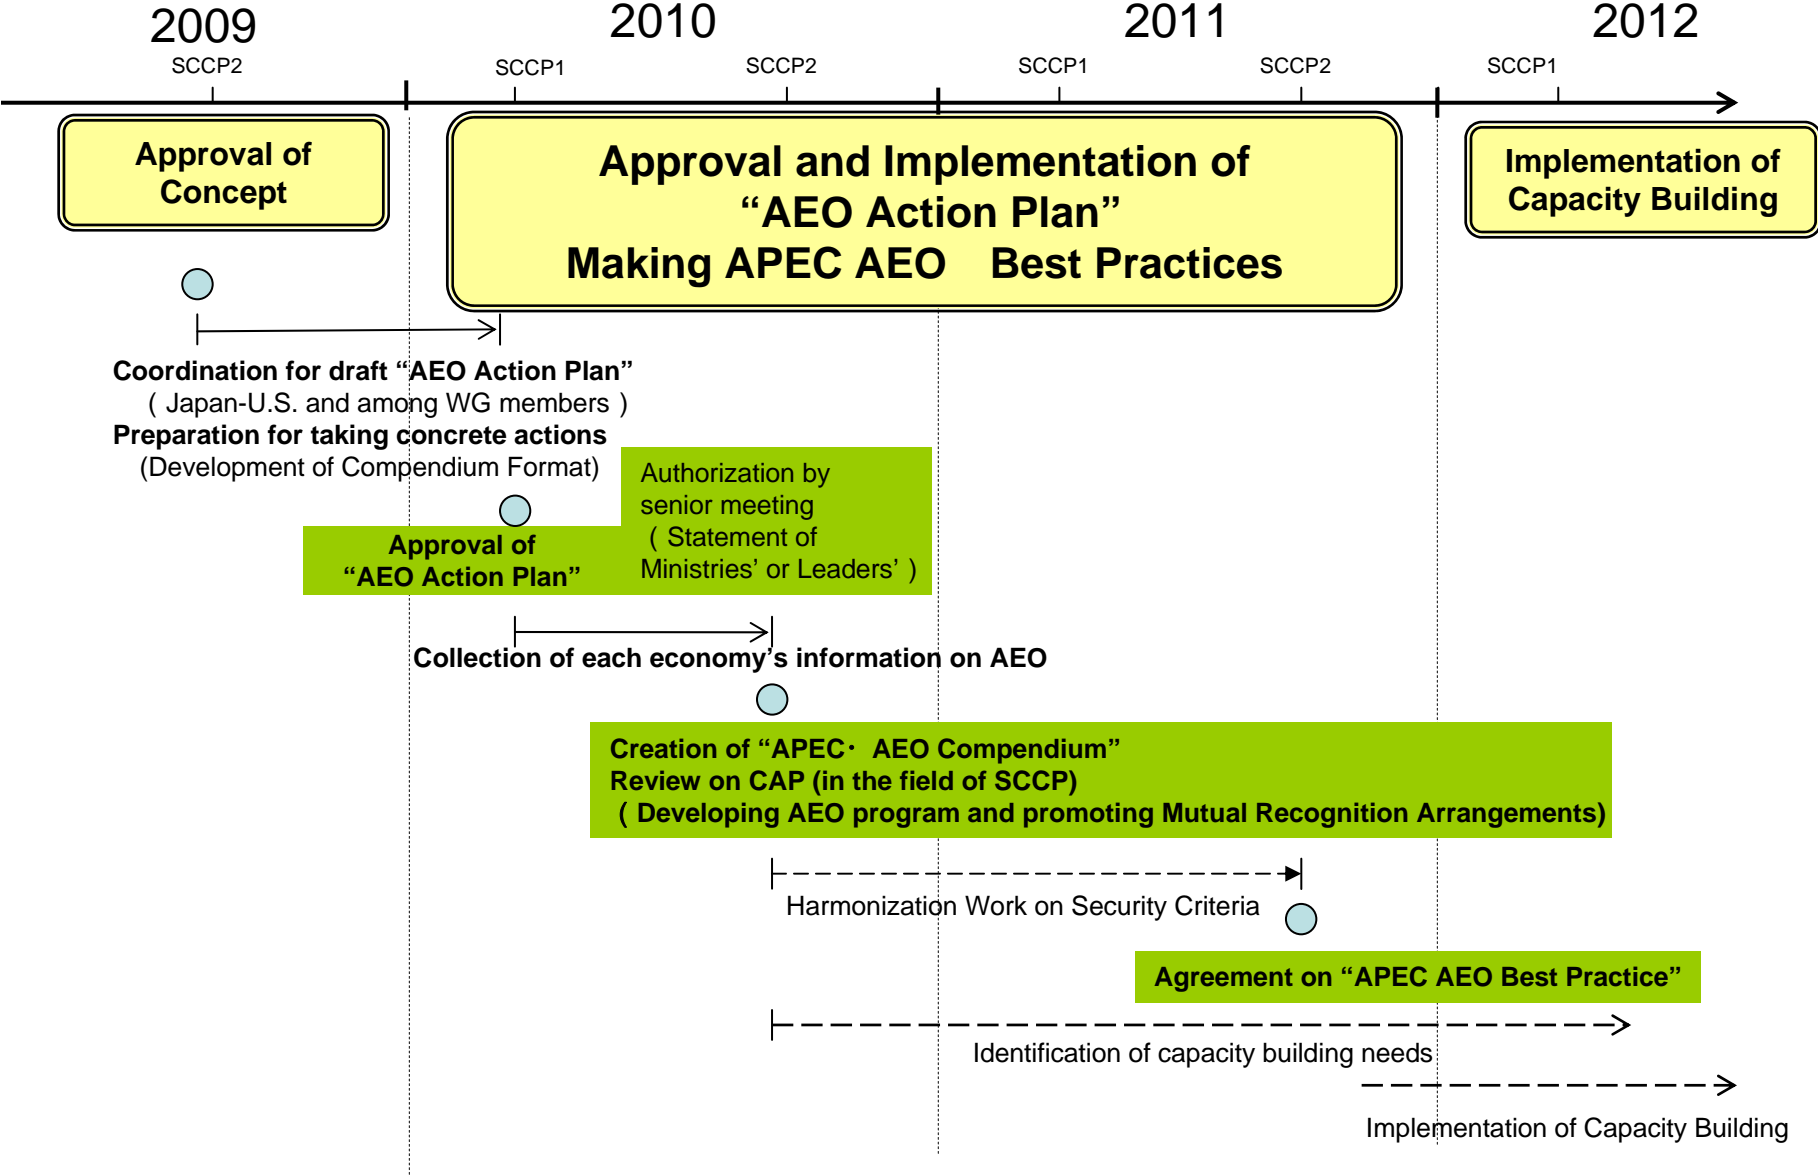 2009
2010
2011
2012
SCCP2
SCCP1
SCCP2
SCCP1
SCCP2
SCCP1
Approval of
Concept
Approval and Implementation of
“AEO Action Plan”
Making APEC AEO Best Practices
Implementation of
Capacity Building
Coordination for draft “AEO Action Plan”
( Japan-U.S. and among WG members )
Preparation for taking concrete actions
(Development of Compendium Format)
Authorization by
senior meeting
( Statement of
Ministries’ or Leaders’ )
Approval of
“AEO Action Plan”
Collection of each economy’s information on AEO
Creation of “APEC・ AEO Compendium”
Review on CAP (in the field of SCCP)
( Developing AEO program and promoting Mutual Recognition Arrangements)
Harmonization Work on Security Criteria
Agreement on “APEC AEO Best Practice”
Identification of capacity building needs
Implementation of Capacity Building